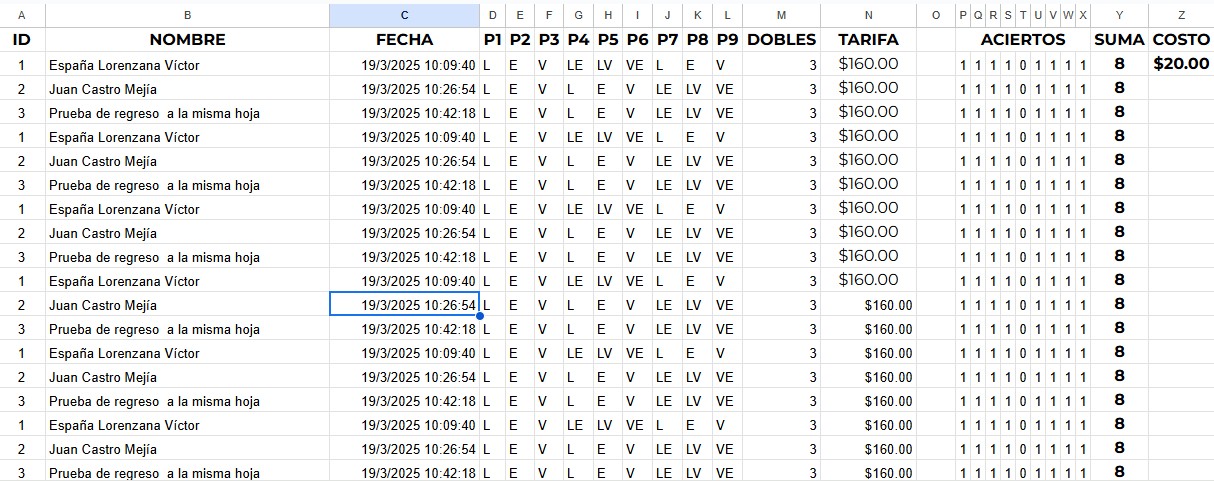 A B C D E F G H I J K L M N O P Q R S T U V W X Y Z
ID NOMBRE FECHA P1 P2 P3 P4 P5 P6 P7 P8 P9 DOBLES TARIFA ACIERTOS SUMA COSTO
1 España Lorenzana Víctor 19/3/2025 10:09:40 L E V LE LV VE L E V 3 $160.00 1 1 1 1 0 1 1 1 1 8 $20.00
2 Juan Castro Mejía 19/3/2025 10:26:54 L E V L E V LE LV VE 3 $160.00 1 1 1 1 0 1 1 1 1 8
3 Prueba de regreso a la misma hoja 19/3/2025 10:42:18 L E V L E V LE LV VE 3 $160.00 1 1 1 1 0 1 1 1 1 8
1 España Lorenzana Víctor 19/3/2025 10:09:40 L E V LE LV VE L E V 3 $160.00 1 1 1 1 0 1 1 1 1 8
2 Juan Castro Mejía 19/3/2025 10:26:54 L E V L E V LE LV VE 3 $160.00 1 1 1 1 0 1 1 1 1 8
3 Prueba de regreso a la misma hoja 19/3/2025 10:42:18 L E V L E V LE LV VE 3 $160.00 1 1 1 1 0 1 1 1 1 8
1 España Lorenzana Víctor 19/3/2025 10:09:40 L E V LE LV VE L E V 3 $160.00 1 1 1 1 0 1 1 1 1 8
2 Juan Castro Mejía 19/3/2025 10:26:54 L E V L E V LE LV VE 3 $160.00 1 1 1 1 0 1 1 1 1 8
3 Prueba de regreso a la misma hoja 19/3/2025 10:42:18 L E V L E V LE LV VE 3 $160.00 1 1 1 1 0 1 1 1 1 8
1 España Lorenzana Víctor 19/3/2025 10:09:40 L E V LE LV VE L E V 3 $160.00 1 1 1 1 0 1 1 1 1 8
2 Juan Castro Mejía 19/3/2025 10:26:54 L E V L E V LE LV VE 3 $160.00 1 1 1 1 0 1 1 1 1 8
3 Prueba de regreso a la misma hoja 19/3/2025 10:42:18 L E V L E V LE LV VE 3 $160.00 1 1 1 1 0 1 1 1 1 8
1 España Lorenzana Víctor 19/3/2025 10:09:40 L E V LE LV VE L E V 3 $160.00 1 1 1 1 0 1 1 1 1 8
2 Juan Castro Mejía 19/3/2025 10:26:54 L E V L E V LE LV VE 3 $160.00 1 1 1 1 0 1 1 1 1 8
3 Prueba de regreso a la misma hoja 19/3/2025 10:42:18 L E V L E V LE LV VE 3 $160.00 1 1 1 1 0 1 1 1 1 8
1 España Lorenzana Víctor 19/3/2025 10:09:40 L E V LE LV VE L E V 3 $160.00 1 1 1 1 0 1 1 1 1 8
2 Juan Castro Mejía 19/3/2025 10:26:54 L E V L E V LE LV VE 3 $160.00 1 1 1 1 0 1 1 1 1 8
3 Prueba de regreso a la misma hoja 19/3/2025 10:42:18 L E V L E V LE LV VE 3 $160.00 1 1 1 1 0 1 1 1 1 8